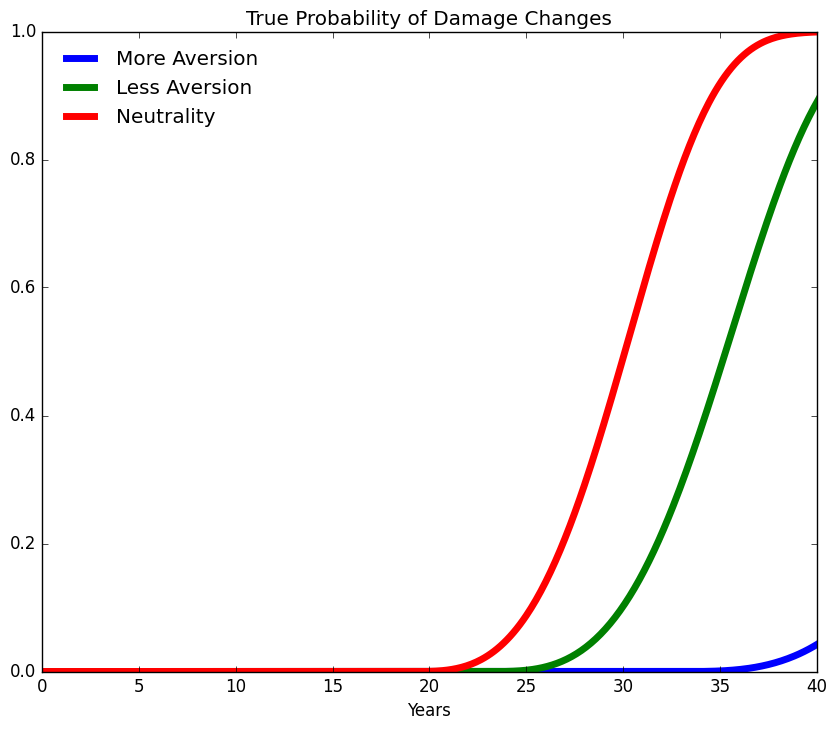 True Probability of Damage Changes
1.0
More Aversion
Less Aversion
Neutrality
0.8
0.6
0.4
0.2
0.0
0 5 10 15 20 25 30 35 40
Years